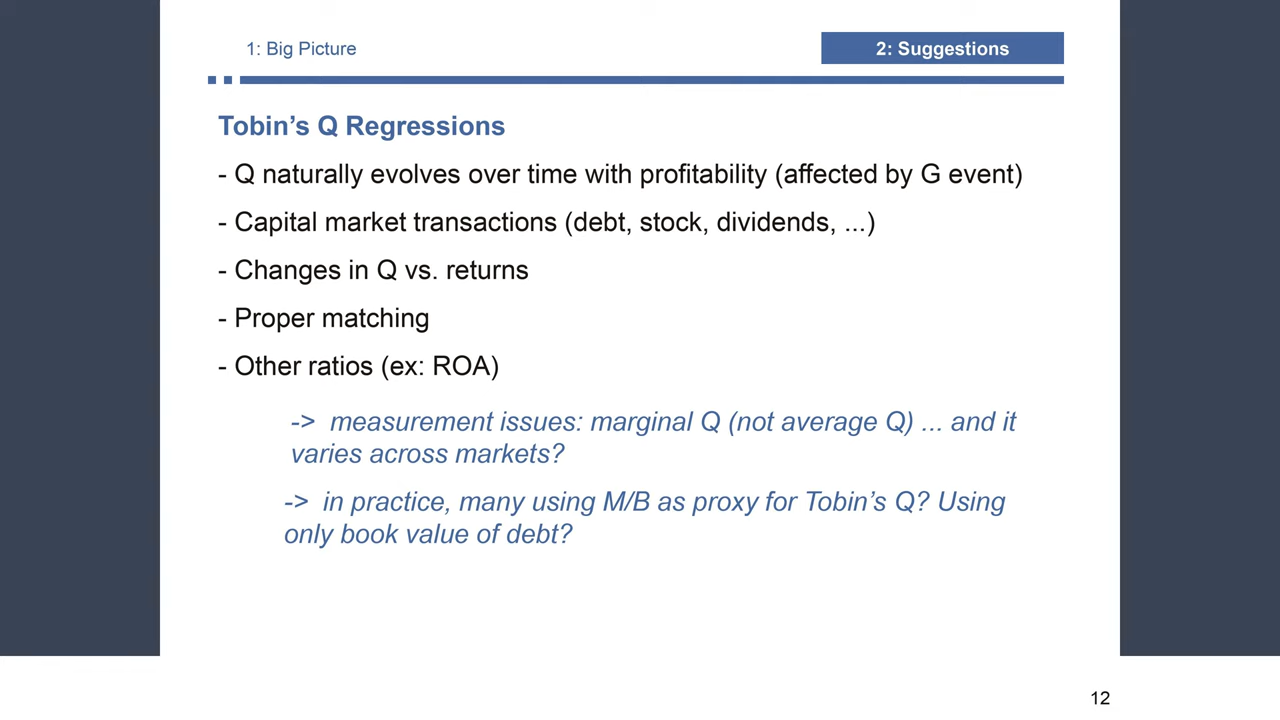 1: Big Picture
2: Suggestions
Tobin's Q Regressions
- Q naturally evolves over time with profitability (affected by G event)
- Capital market transactions (debt, stock, dividends, ...)
- Changes in Q vs. returns
- Proper matching
- Other ratios (ex: ROA)
-> measurement issues: marginal Q (not average Q) ... and it
varies across markets?
-> in practice, many using M/B as proxy for Tobin's Q? Using
only book value of debt?
12